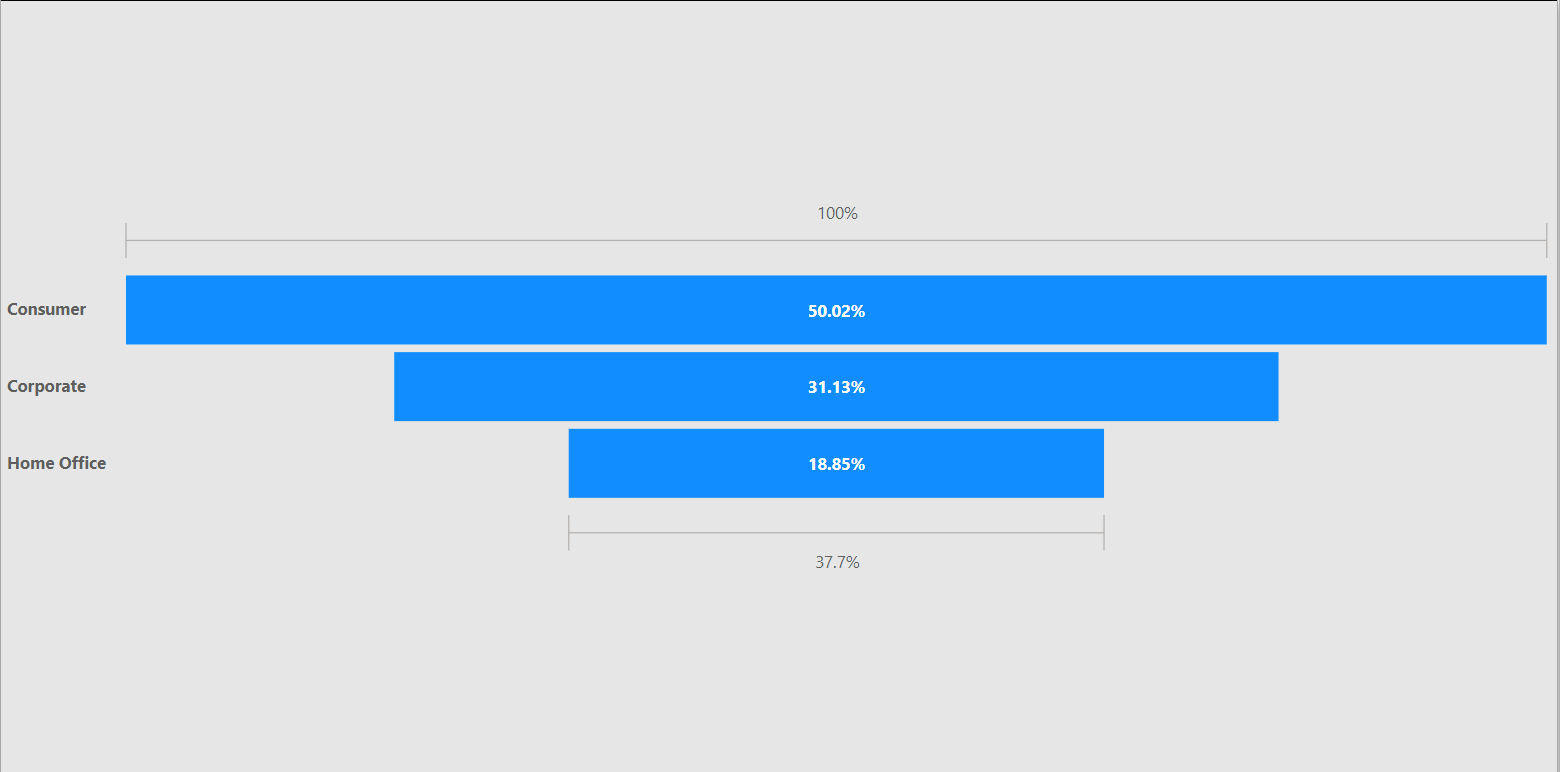 100%
Consumer 50.02%
Corporate 31.13%
Home Office 18.85%
37.7%